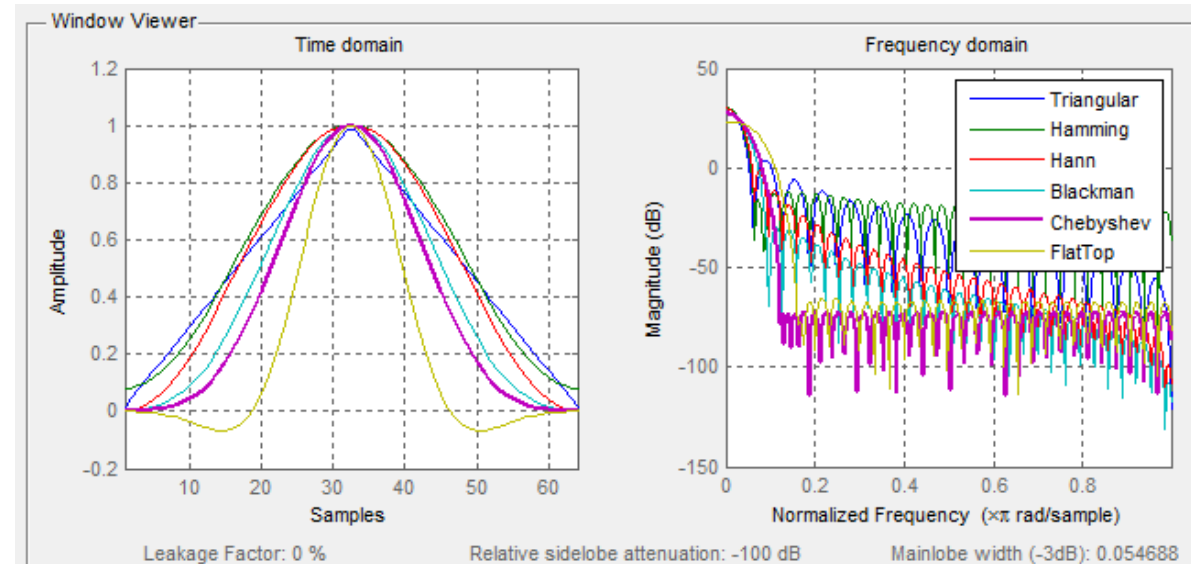 Window Viewer
Time domain
1.2
1
0.8
0.6
0.4
0.2
0
-0.2
Amplitude
10 20 30 40 50 60
Samples
Frequency domain
50
0
-50
-100
-150
Magnitude (dB)
Triangular
Hamming
Hann
Blackman
Chebyshev
FlatTop
0 0.2 0.4 0.6 0.8
Normalized Frequency (×π rad/sample)
Leakage Factor: 0 % Relative sidelobe attenuation: -100 dB Mainlobe width (-3dB): 0.054688